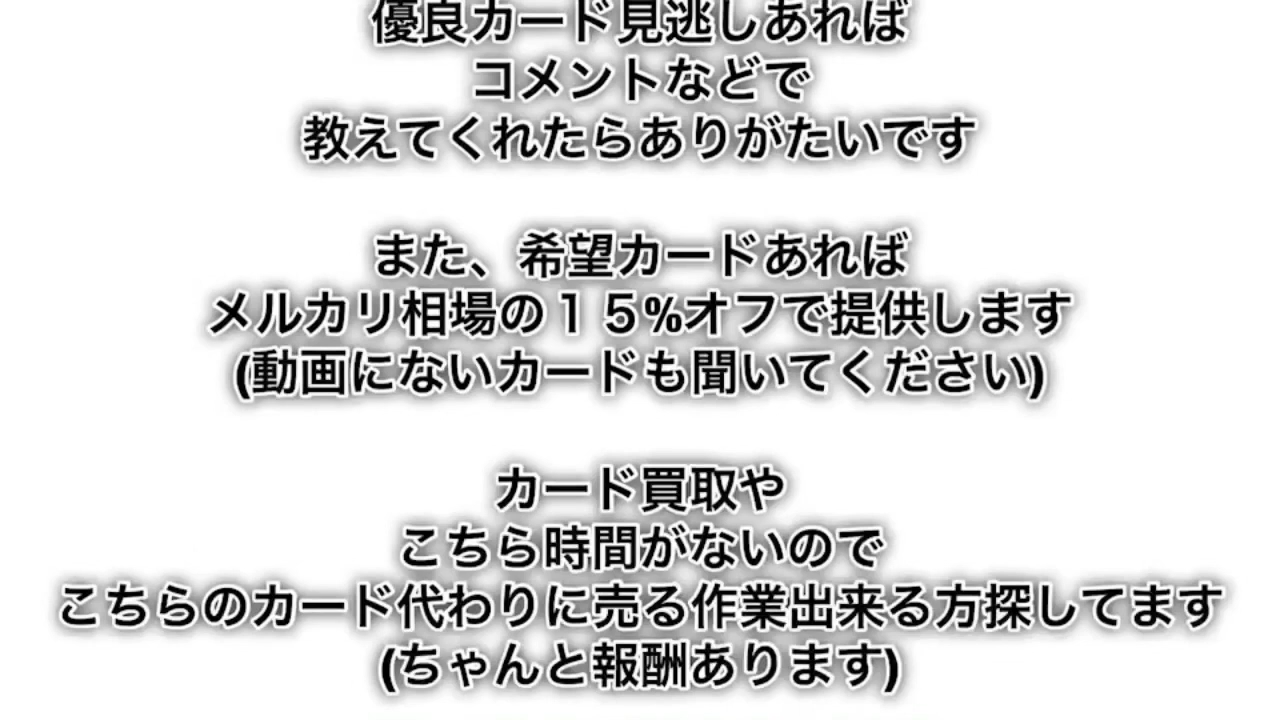 優良カード見逃しあれば
コメントなどで
教えてくれたらありがたいです
また、希望カードあれば
メルカリ相場の１５%オフで提供します
(動画にないカードも聞いてください)
カード買取や
こちら時間がないので
こちらのカード代わりに売る作業出来る方探してます
(ちゃんと報酬あります)